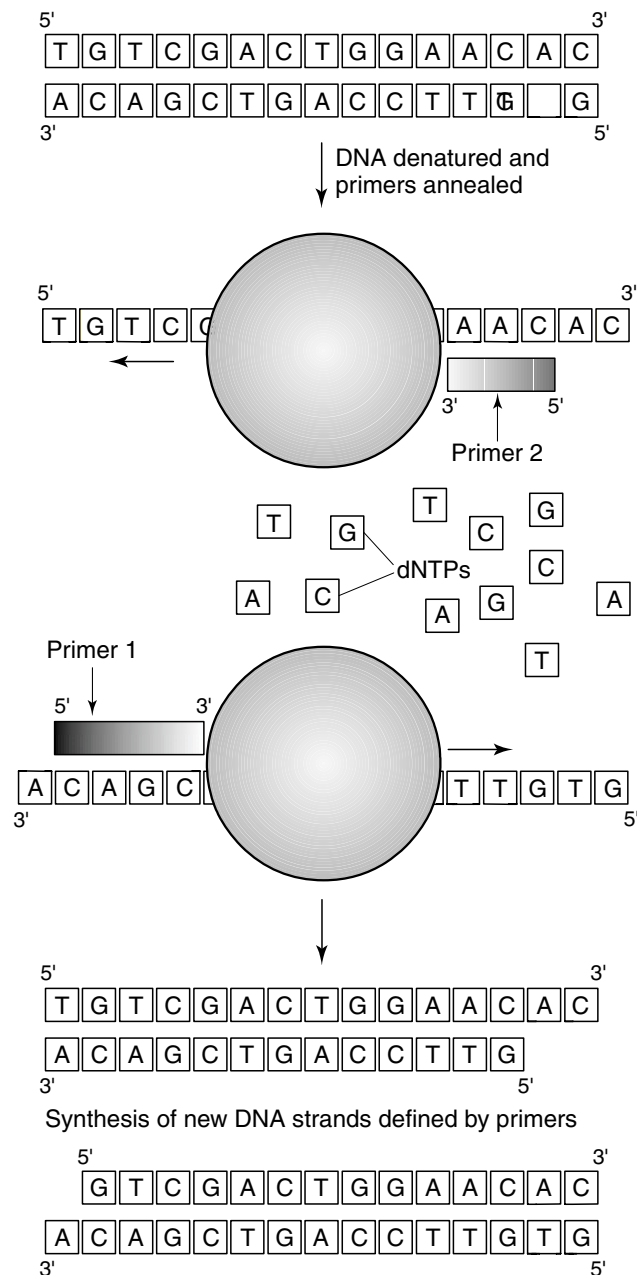 5' 3'
T G T C G A C T G G A A C A C
A C A G C T G A C C T T G
3' 5'
DNA denatured and
primers annealed
5' 3'
T G T C A A C A C
3' 5'
Primer 2
T G T C G
dNTPs
C
A C A G A
T
Primer 1
5' 3'
A C A G C T T G T G
3' 5'
5' 3'
T G T C G A C T G G A A C A C
A C A G C T G A C C T T G
3' 5'
Synthesis of new DNA strands defined by primers
5' 3'
G T C G A C T G G A A C A C
A C A G C T G A C C T T G T G
3' 5'